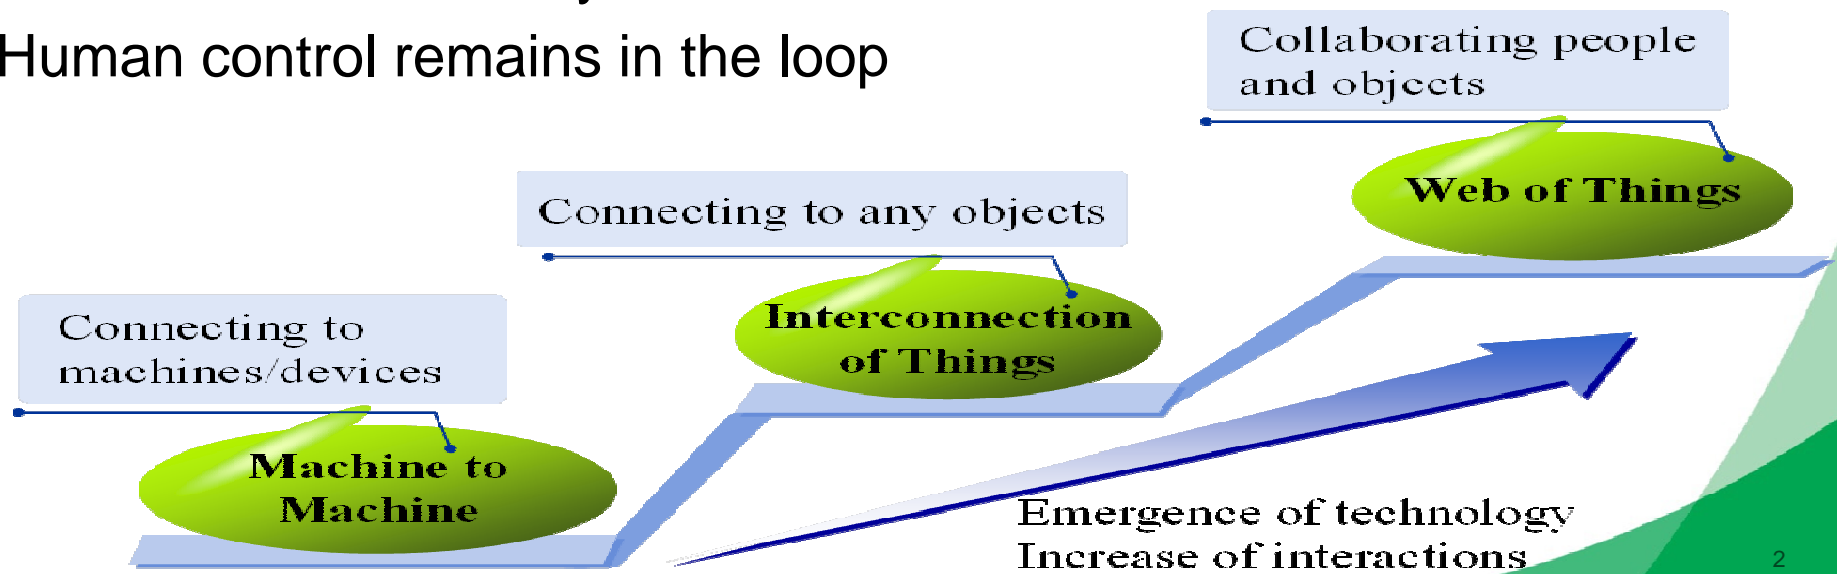 Human control remains in the loop
Collaborating people
and objects
Web of Things
Connecting to any objects
Interconnection
of Things
Connecting to
machines/devices
Machine to
Machine
Emergence of technology
Increase of interactions
2